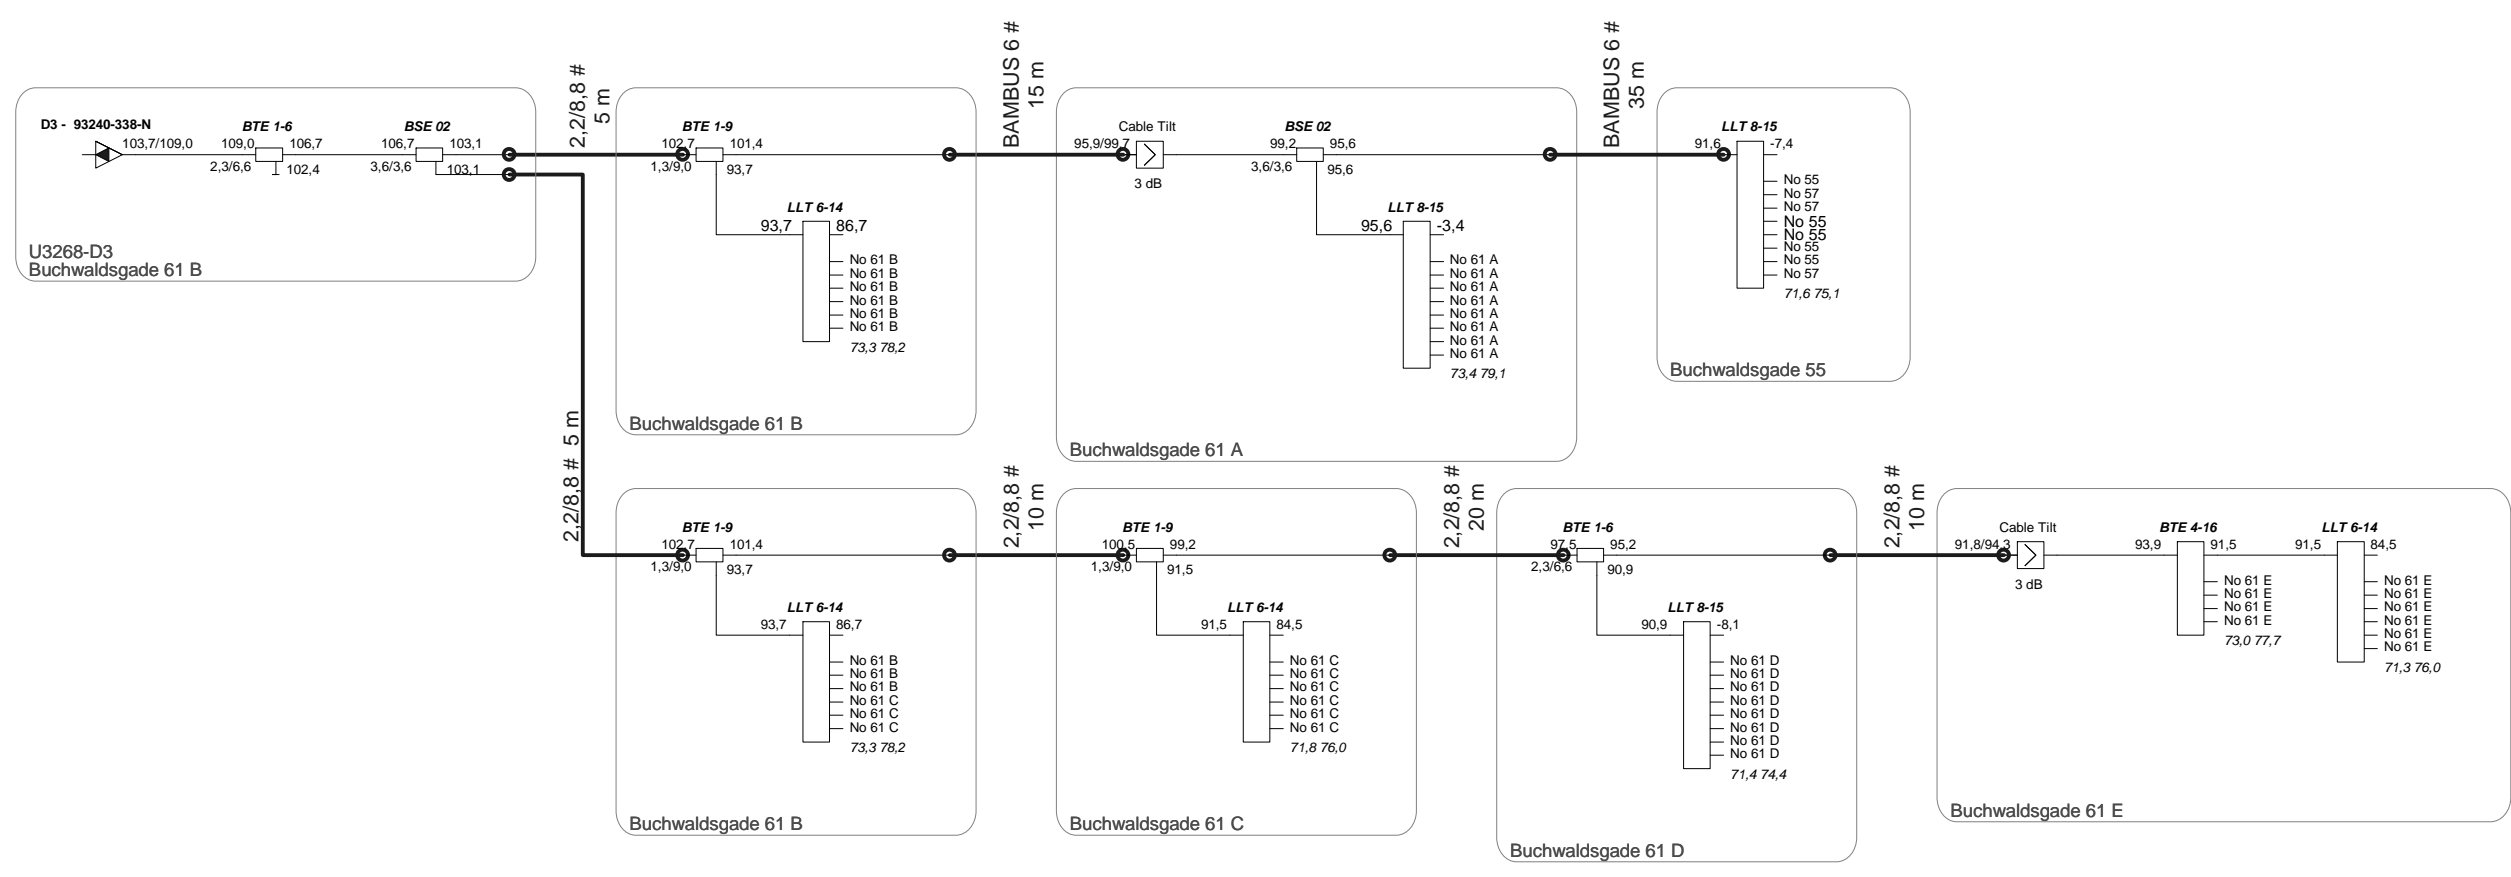 D3 - 93240-338-N
103,7/109,0
BTE 1-6
109,0 106,7
2,3/6,6
102,4
BSE 02
106,7 103,1
3,6/3,6
103,1
U3268-D3
Buchwaldsgade 61 B
2,2/8,8 #
5 m
BTE 1-9
102,7 101,4
1,3/9,0
93,7
LLT 6-14
93,7 86,7
No 61 B
No 61 B
No 61 B
No 61 B
No 61 B
No 61 B
73,3 78,2
Buchwaldsgade 61 B
BAMBUS 6 #
15 m
95,9/99,7
Cable Tilt
3 dB
BSE 02
99,2 95,6
3,6/3,6
95,6
LLT 8-15
95,6 -3,4
No 61 A
No 61 A
No 61 A
No 61 A
No 61 A
No 61 A
No 61 A
No 61 A
73,4 79,1
Buchwaldsgade 61 A
BAMBUS 6 #
35 m
LLT 8-15
91,6 -7,4
No 55
No 57
No 57
No 55
No 55
No 55
No 55
No 57
71,6 75,1
Buchwaldsgade 55
2,2/8,8 # 5 m
BTE 1-9
102,7 101,4
1,3/9,0
93,7
LLT 6-14
93,7 86,7
No 61 B
No 61 B
No 61 B
No 61 C
No 61 C
No 61 C
73,3 78,2
Buchwaldsgade 61 B
2,2/8,8 #
10 m
BTE 1-9
100,5 99,2
1,3/9,0
91,5
LLT 6-14
91,5 84,5
No 61 C
No 61 C
No 61 C
No 61 C
No 61 C
No 61 C
71,8 76,0
Buchwaldsgade 61 C
2,2/8,8 #
20 m
BTE 1-6
97,5 95,2
2,3/6,6
90,9
LLT 8-15
90,9 -8,1
No 61 D
No 61 D
No 61 D
No 61 D
No 61 D
No 61 D
No 61 D
No 61 D
71,4 74,4
Buchwaldsgade 61 D
2,2/8,8 #
10 m
91,8/94,3
Cable Tilt
3 dB
BTE 4-16
93,9 91,5
No 61 E
No 61 E
No 61 E
No 61 E
73,0 77,7
LLT 6-14
91,5 84,5
No 61 E
No 61 E
No 61 E
No 61 E
No 61 E
No 61 E
71,3 76,0
Buchwaldsgade 61 E